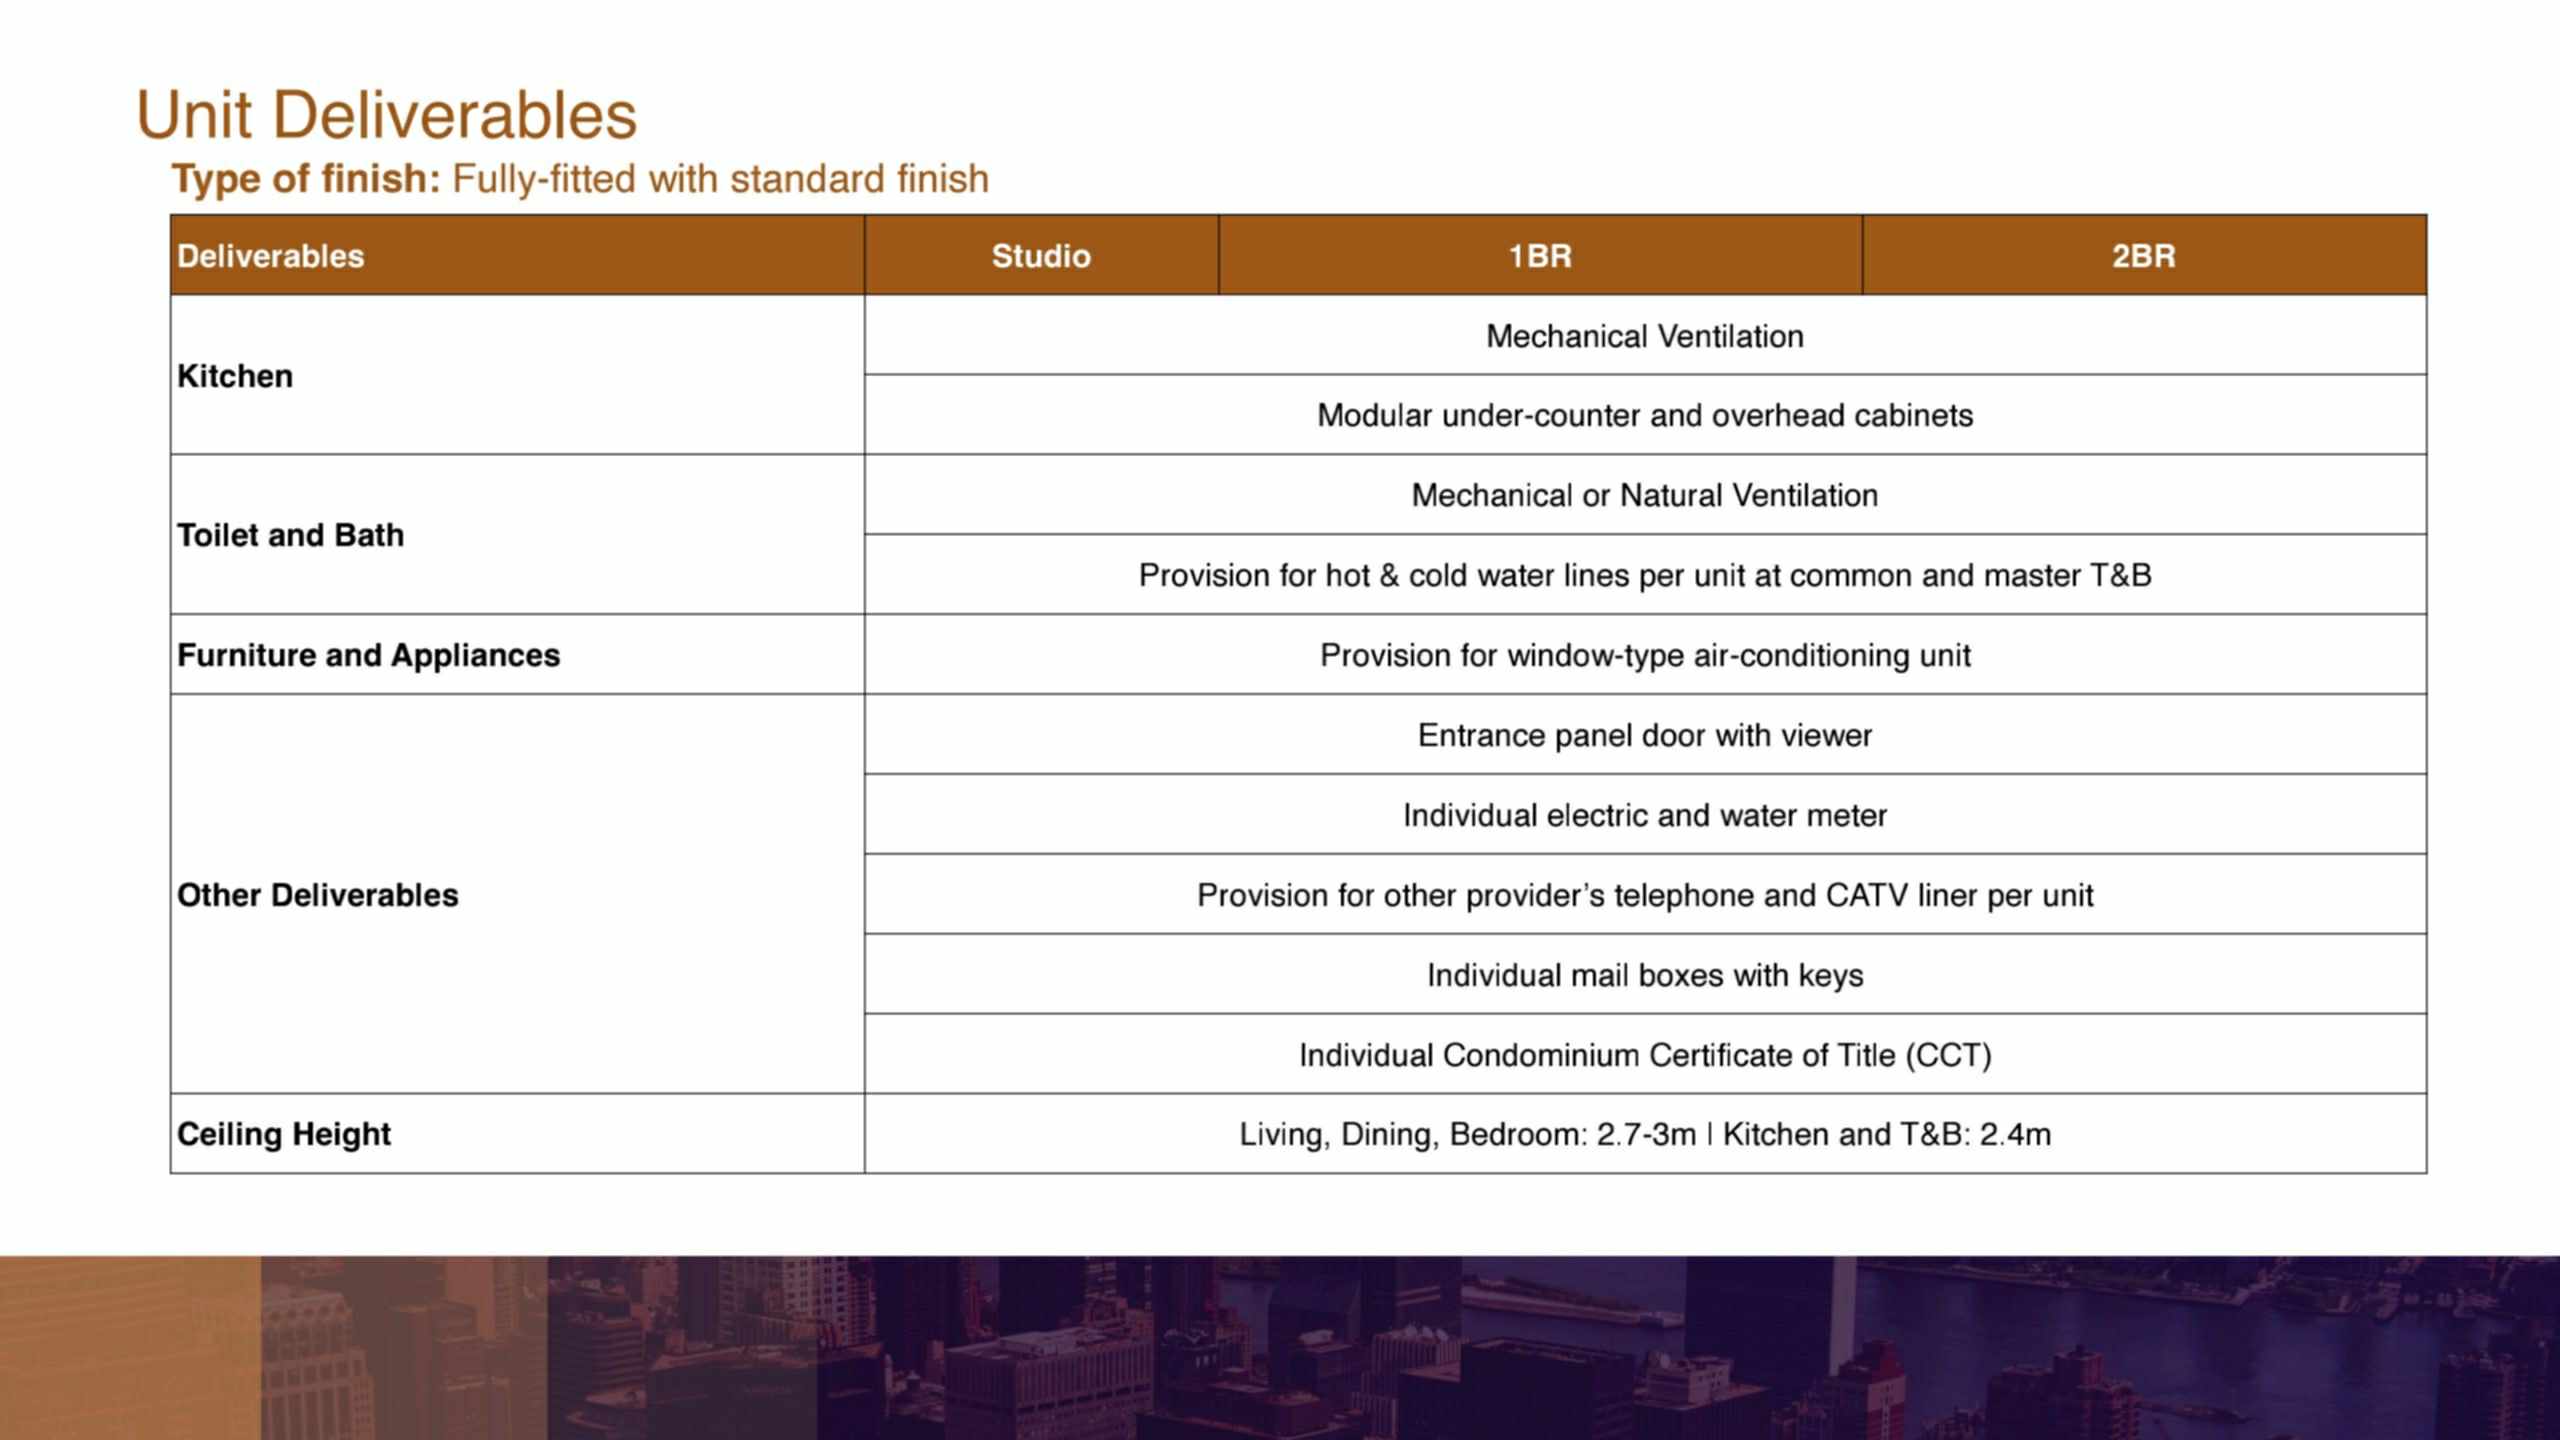 Unit Deliverables
Type of finish: Fully-fitted with standard finish
Deliverables Studio 1BR 2BR
Kitchen
Mechanical Ventilation
Modular under-counter and overhead cabinets
Toilet and Bath
Mechanical or Natural Ventilation
Provision for hot & cold water lines per unit at common and master T&B
Furniture and Appliances
Provision for window-type air-conditioning unit
Other Deliverables
Entrance panel door with viewer
Individual electric and water meter
Provision for other provider’s telephone and CATV liner per unit
Individual mail boxes with keys
Individual Condominium Certificate of Title (CCT)
Ceiling Height
Living, Dining, Bedroom: 2.7-3m | Kitchen and T&B: 2.4m